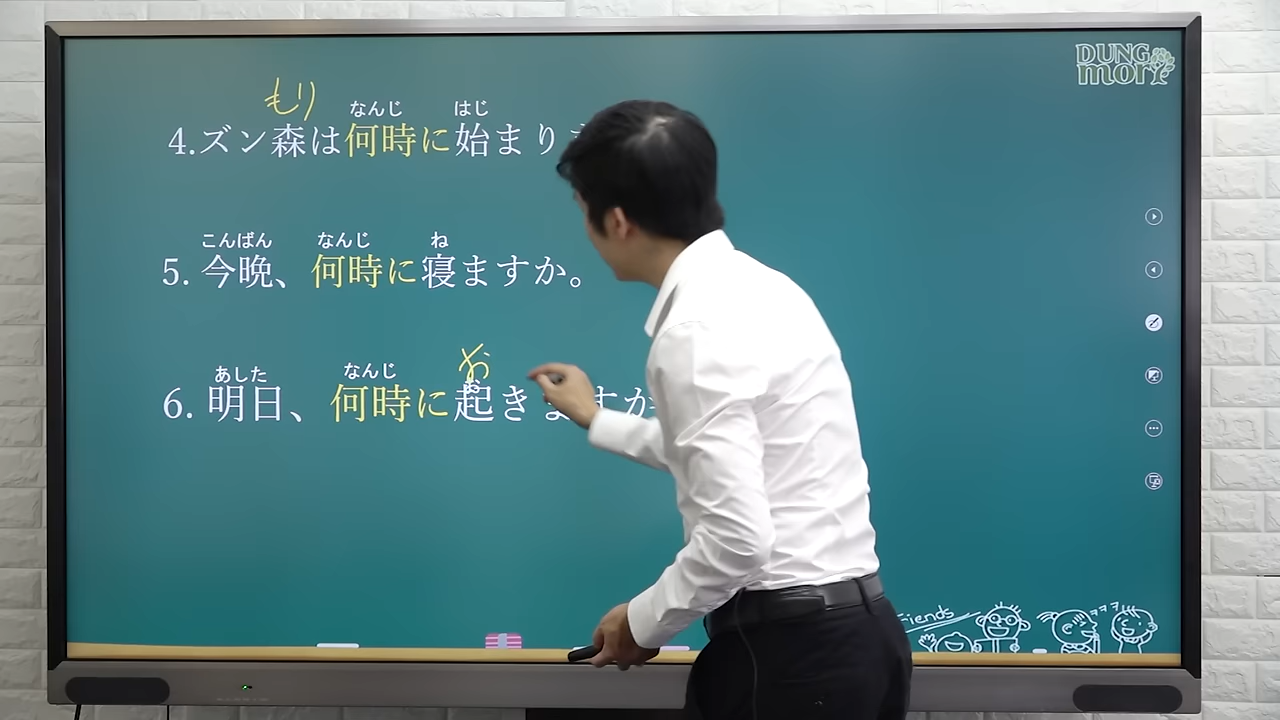 DUNG
mori
もり なんじ はじ
4.ズン森は何時に始まり
こんばん なんじ ね
5. 今晩、何時に寝ますか。
お
あした なんじ
6. 明日、何時に起きますか